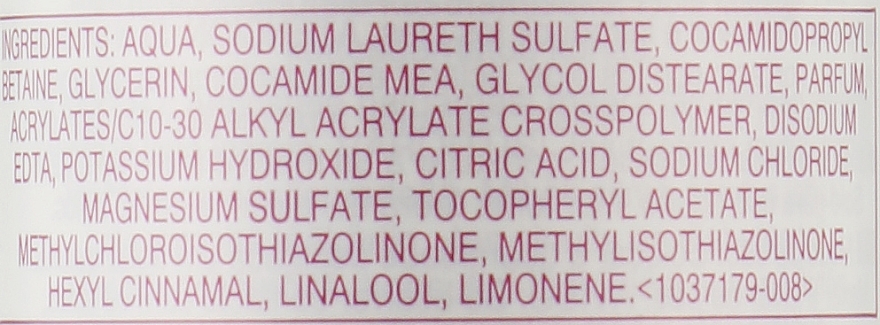 INGREDIENTS: AQUA, SODIUM LAURETH SULFATE, COCAMIDOPROPYL
BETAINE, GLYCERIN, COCAMIDE MEA, GLYCOL DISTEARATE, PARFUM,
ACRYLATES/C10-30 ALKYL ACRYLATE CROSSPOLYMER, DISODIUM
EDTA, POTASSIUM HYDROXIDE, CITRIC ACID, SODIUM CHLORIDE,
MAGNESIUM SULFATE, TOCOPHERYL ACETATE,
METHYLCHLOROISOTHIAZOLINONE, METHYLISOTHIAZOLINONE,
HEXYL CINNAMAL, LINALOOL, LIMONENE.<1037179-008>